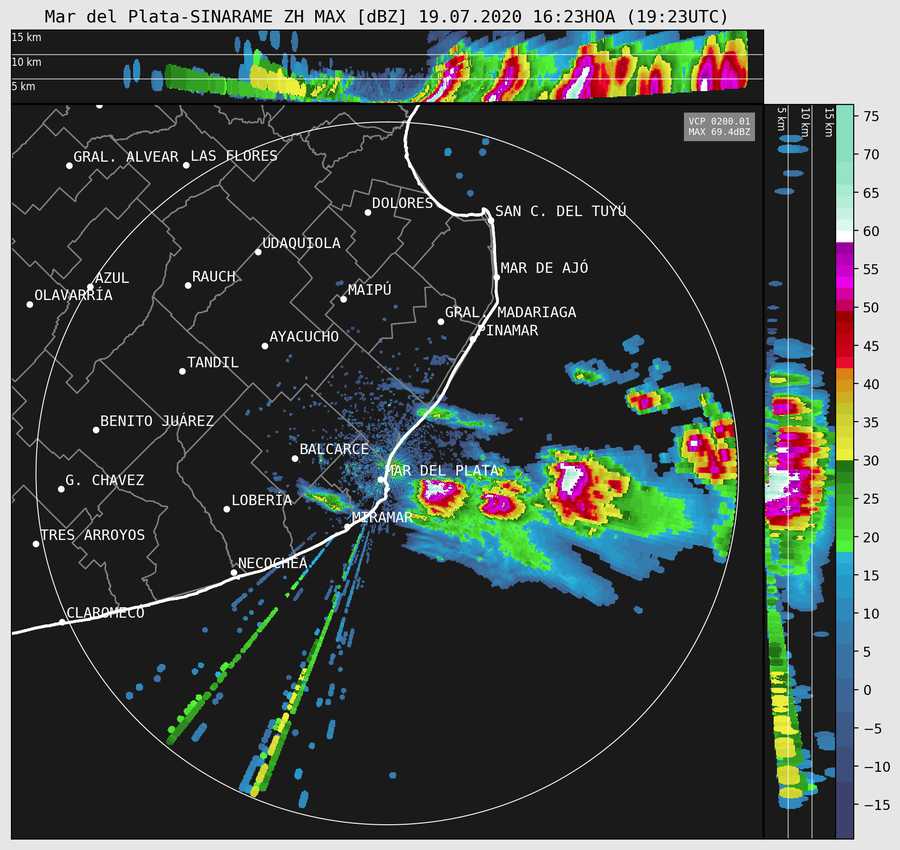 Mar del Plata-SINARAME ZH MAX [dBZ] 19.07.2020 16:23HOA (19:23UTC)
15 km
10 km
5 km
5 km
10 km
15 km
VCP 0200.01
MAX 69.4dBZ
GRAL. ALVEAR
LAS FLORES
DOLORES
SAN C. DEL TUYÚ
UDAQUIOLA
MAR DE AJÓ
AZUL
RAUCH
MAIPÚ
OLAVARRÍA
GRAL. MADARIAGA
PINAMAR
AYACUCHO
TANDIL
BENITO JUÁREZ
BALCARCE
MAR DEL PLATA
G. CHAVEZ
LOBERÍA
MIRAMAR
TRES ARROYOS
NECOCHEA
CLAROMECÓ
75
70
65
60
55
50
45
40
35
30
25
20
15
10
5
0
−5
−10
−15